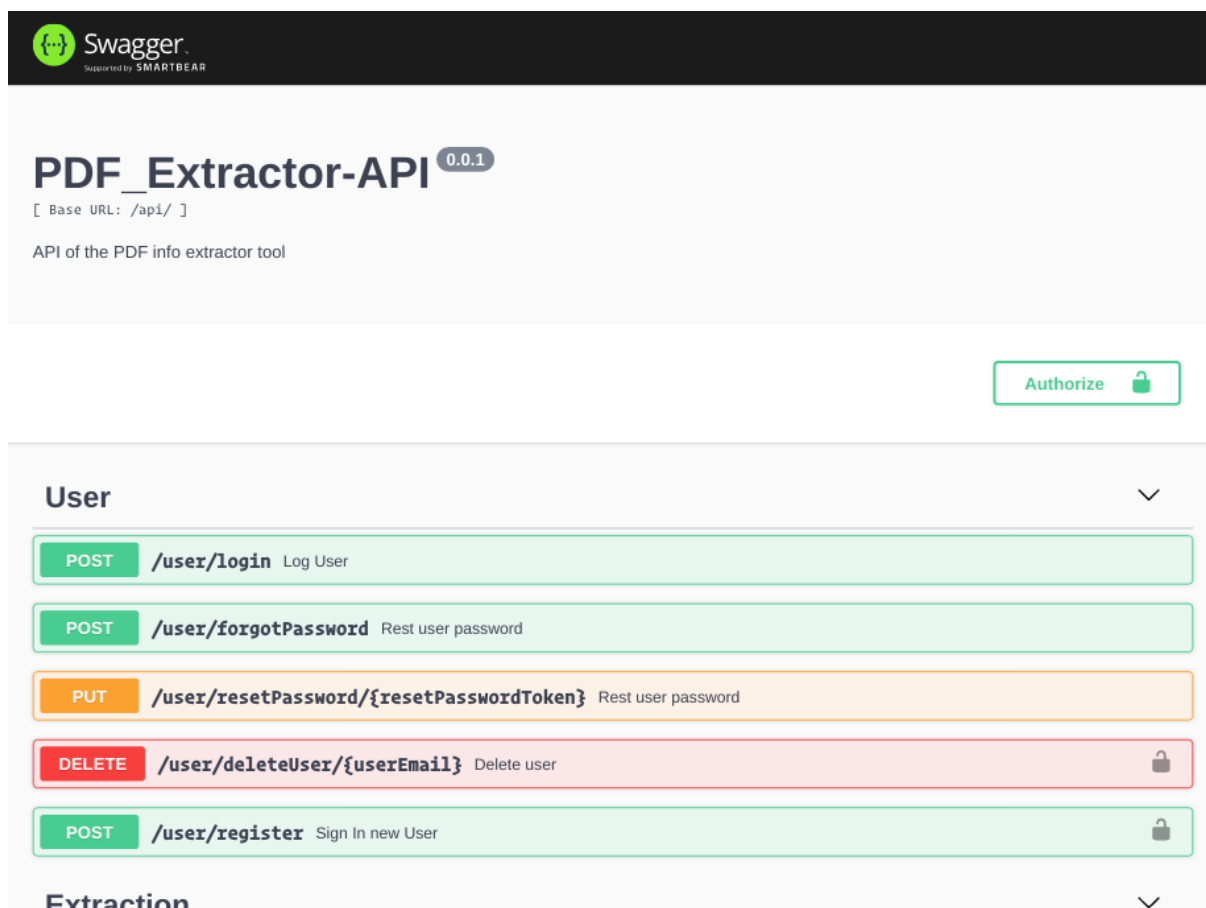 {··} Swagger.
Supported by SMARTBEAR
PDF_Extractor-API 0.0.1
[ Base URL: /api/ ]
API of the PDF info extractor tool
Authorize
User
POST /user/login Log User
POST /user/forgotPassword Rest user password
PUT /user/resetPassword/{resetPasswordToken} Rest user password
DELETE /user/deleteUser/{userEmail} Delete user
POST /user/register Sign In new User
Extraction